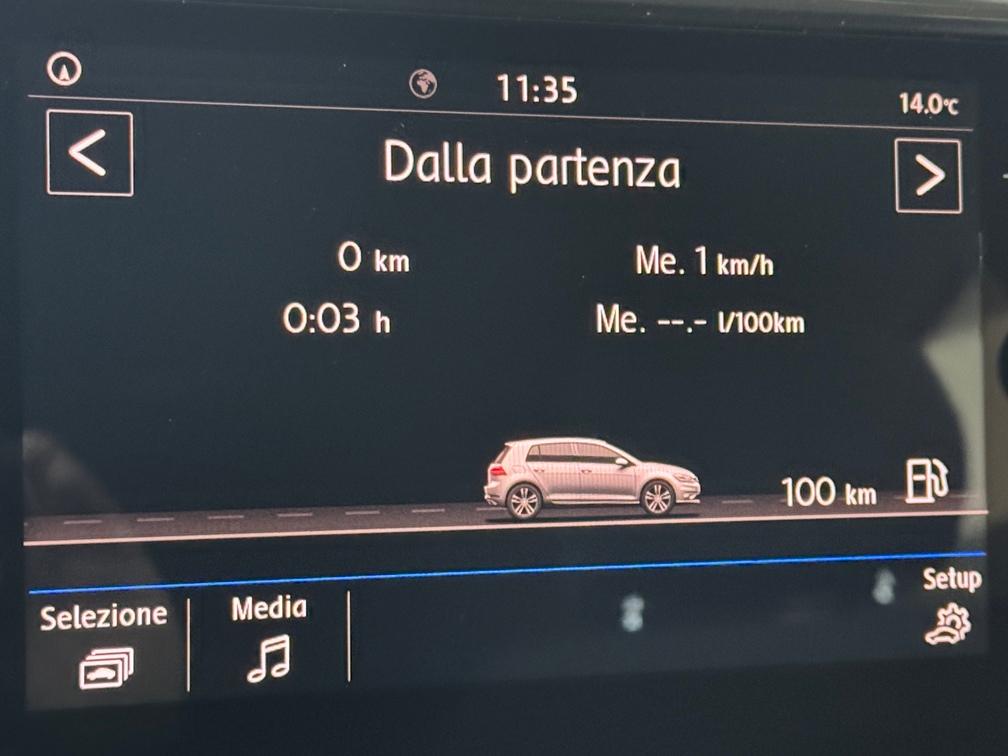 11:35
14.0°C
Dalla partenza
0 km
Me. 1 km/h
0:03 h
Me. --.- l/100km
100 km
Selezione
Media
Setup